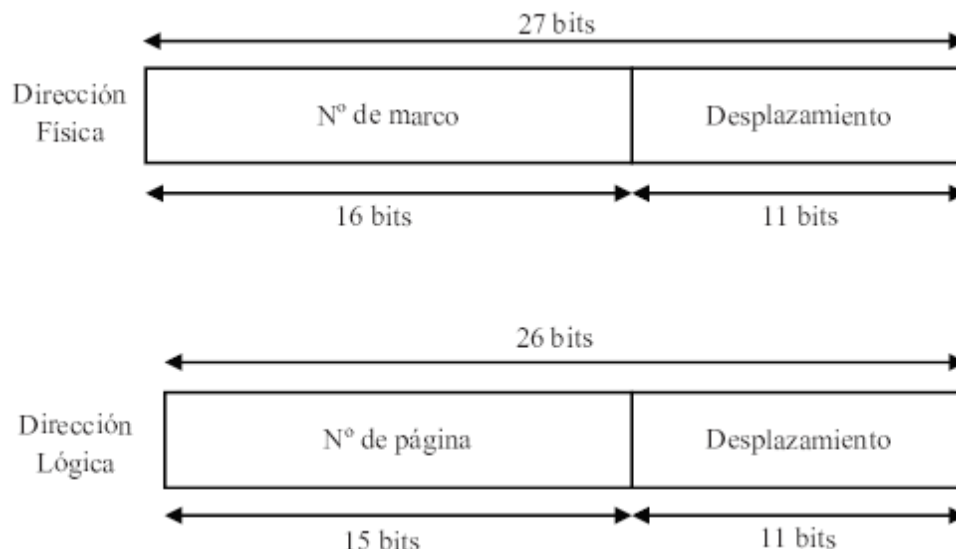 27 bits
Dirección
Física
Nº de marco
Desplazamiento
16 bits
11 bits
26 bits
Dirección
Lógica
Nº de página
Desplazamiento
15 bits
11 bits